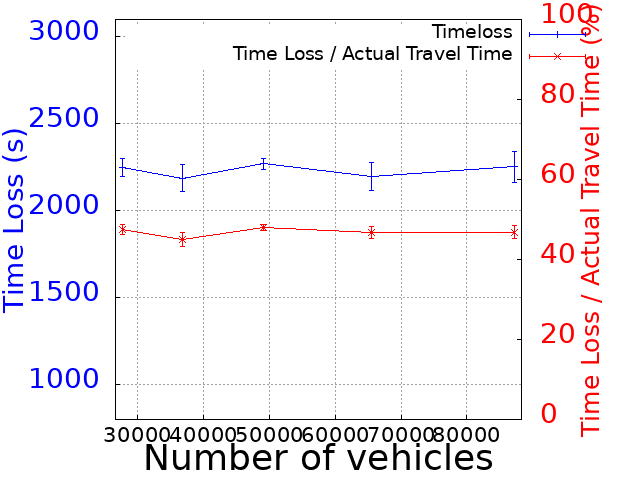 Timeloss
Time Loss / Actual Travel Time
3000
2500
2000
1500
1000
Time Loss (s)
100
80
60
40
20
0
Time Loss / Actual Travel Time (%)
30000 40000 50000 60000 70000 80000
Number of vehicles